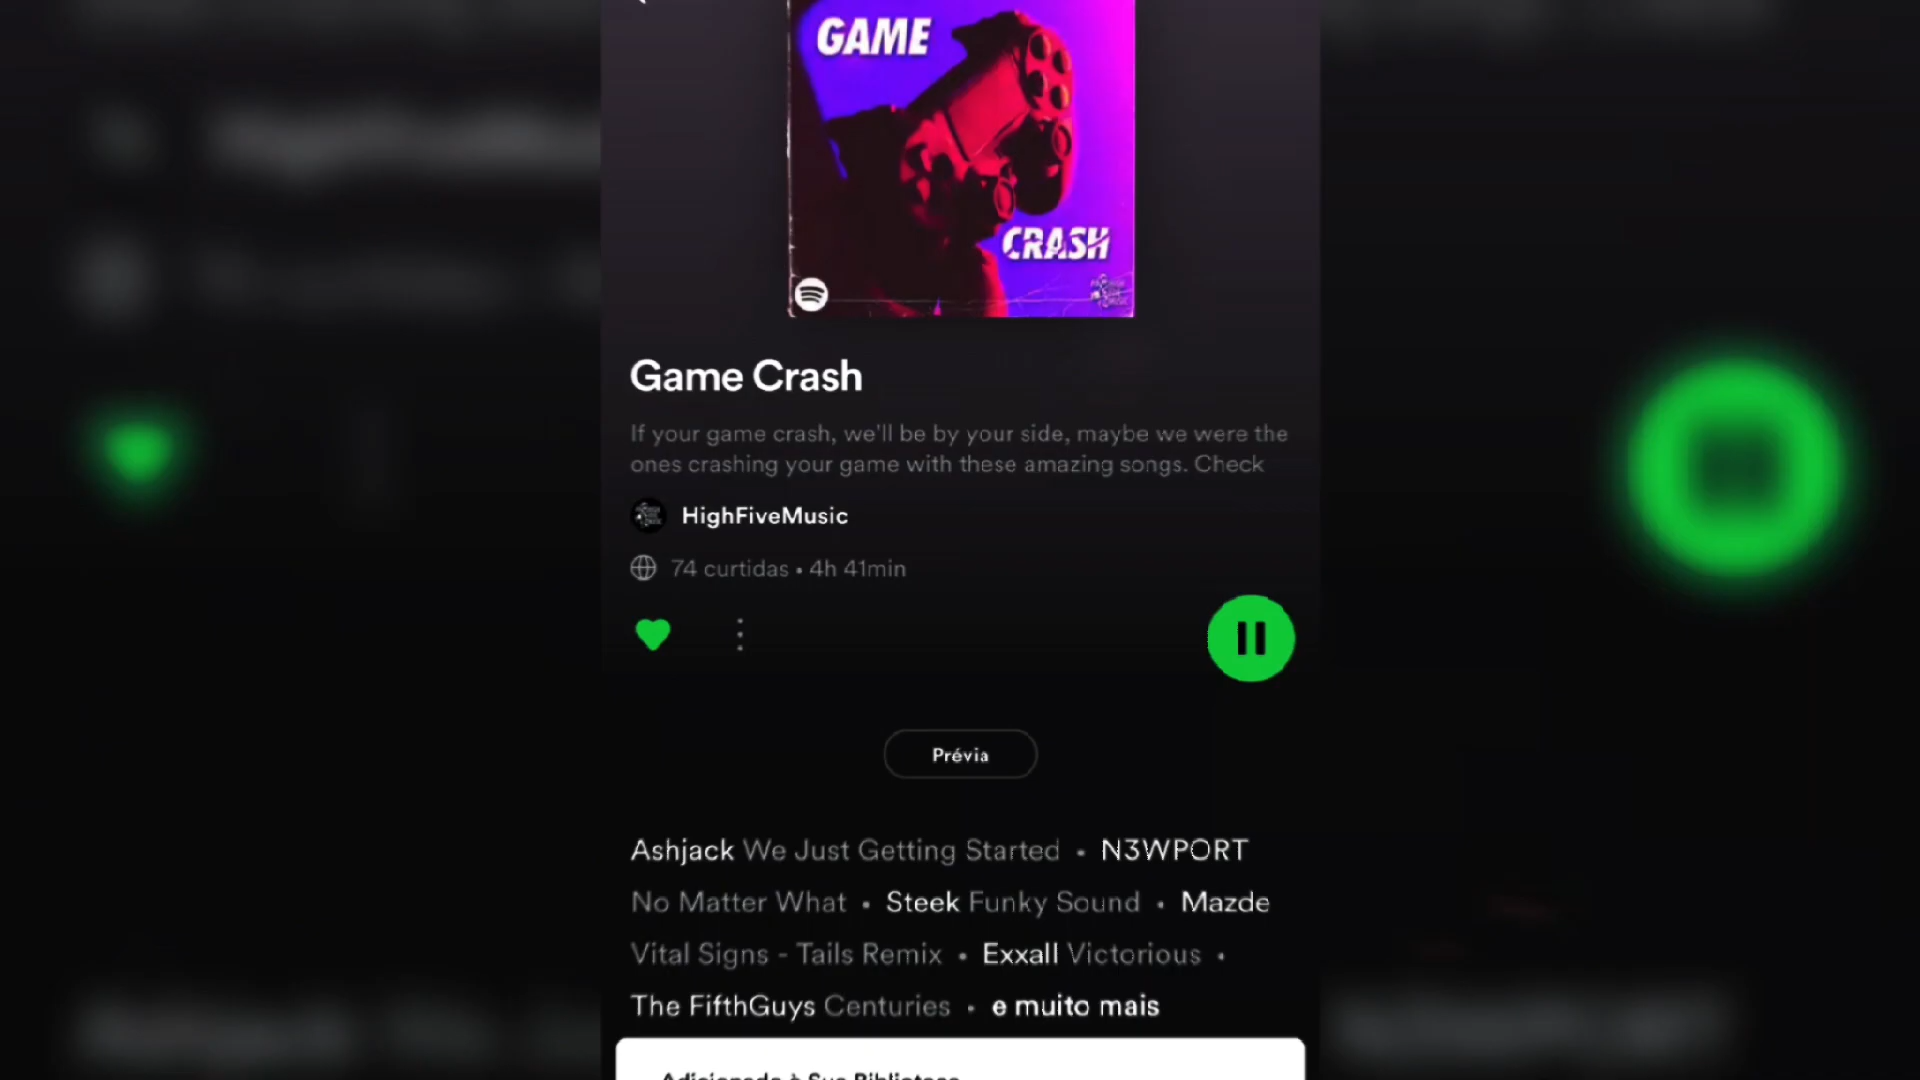 GAME
CRASH
Game Crash
If your game crash, we'll be by your side, maybe we were the
ones crashing your game with these amazing songs. Check
HighFiveMusic
74 curtidas • 4h 41min
Prévia
Ashjack We Just Getting Started • N3WPORT
No Matter What • Steek Funky Sound • Mazde
Vital Signs - Tails Remix • Exxall Victorious •
The FifthGuys Centuries • e muito mais
Adicionado à Sua Biblioteca